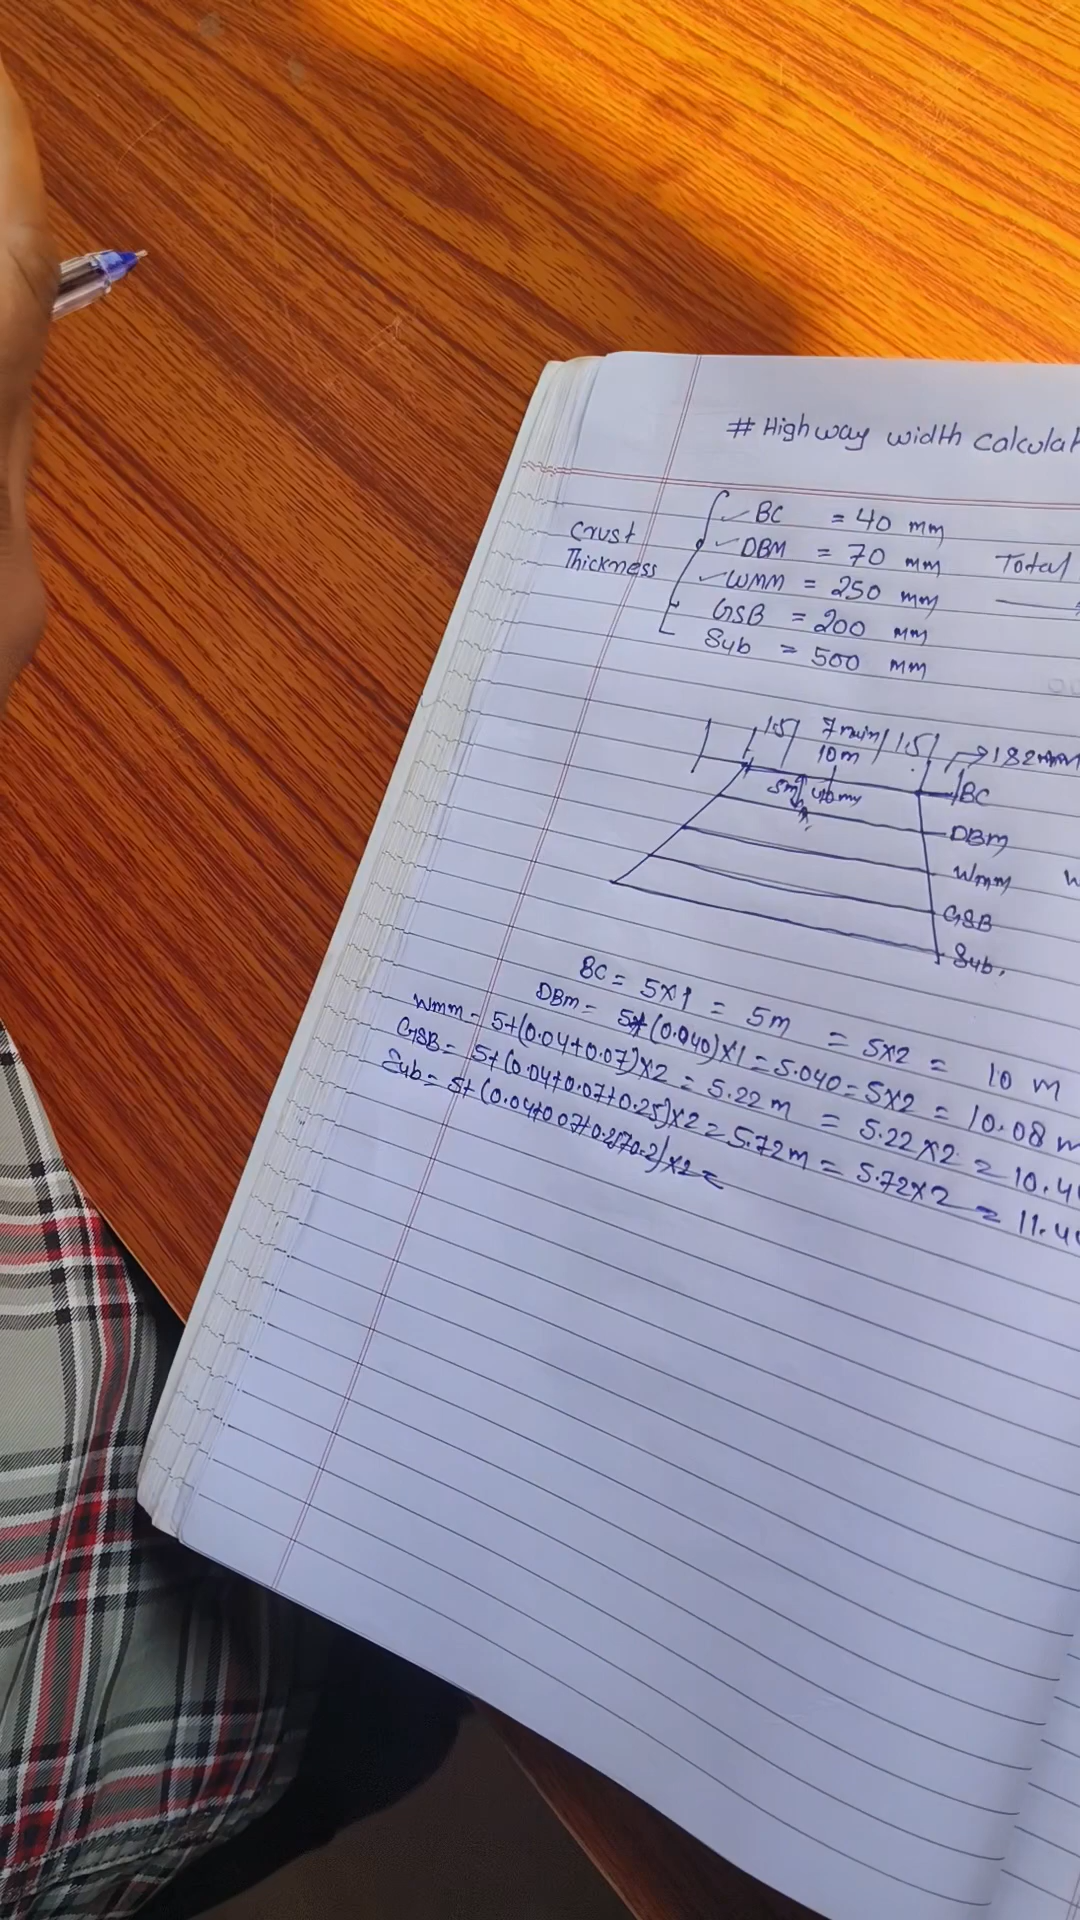 # Highway width calculat
BC = 40 mm
Crust
Thickness
DBM = 70 mm
Total
WMM = 250 mm
GSB = 200 mm
Sub = 500 mm
1.5 7 1.5
10m
5m
BC
DBM
Wmm
W
GSB
Sub.
BC = 5×1 = 5m = 5×2 = 10 m
DBm = 5+(0.040)×1 = 5.040 = 5×2 = 10.08 m
Wmm = 5+(0.04+0.07)×2 = 5.22m = 5.22×2 = 10.4
GSB = 5+(0.04+0.07+0.25)×2 = 5.72m = 5.72×2 = 11.4
Sub = 5+(0.04+0.07+0.25+0.2)×2 =